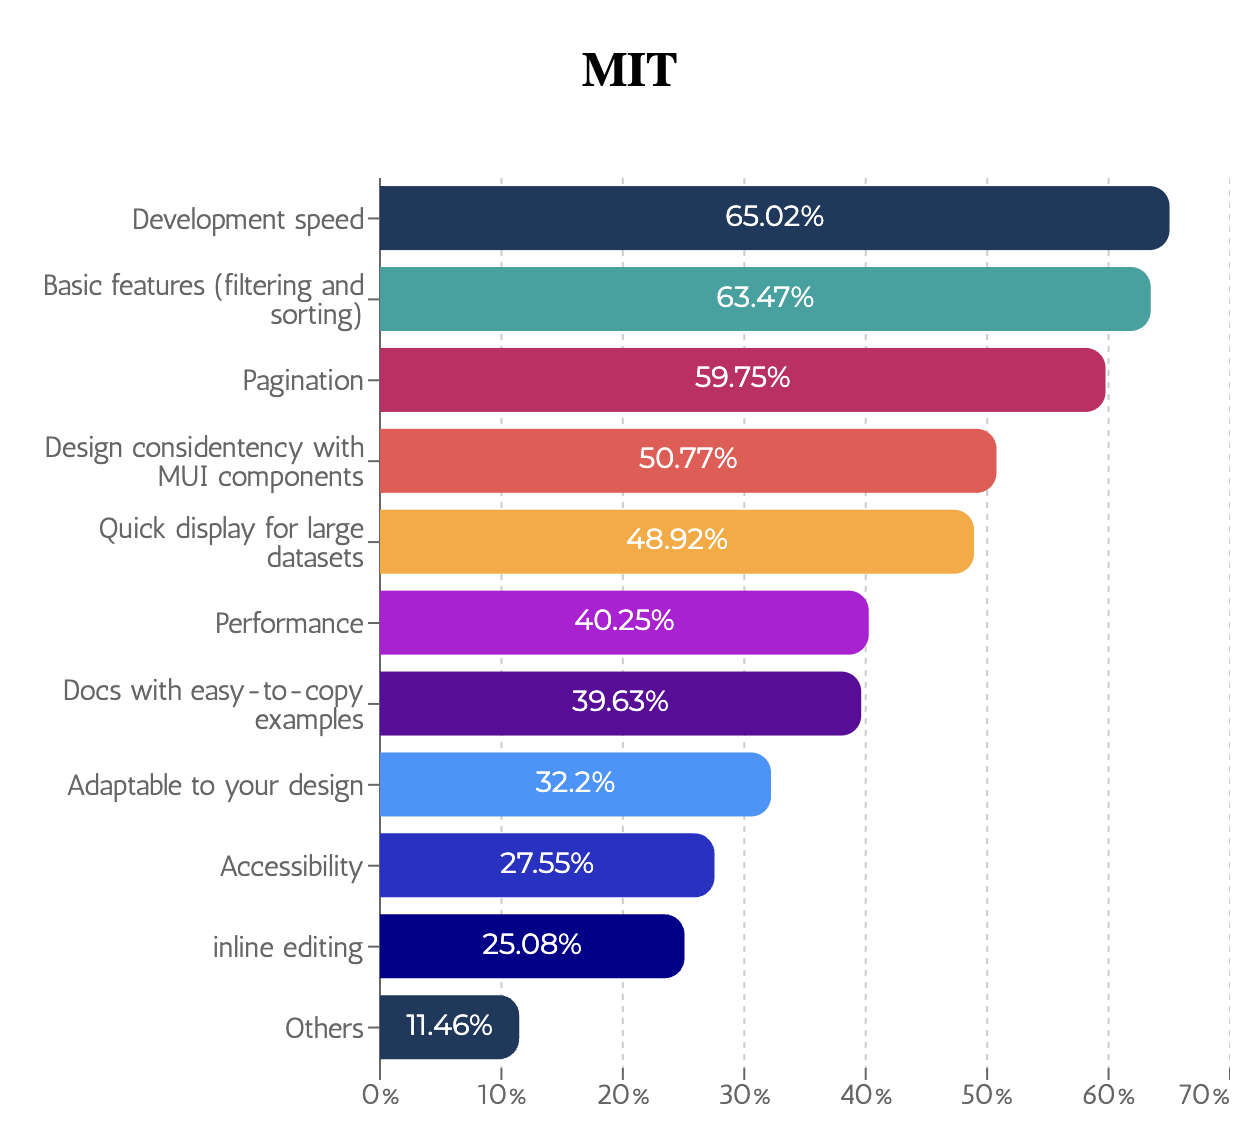 MIT
Development speed
65.02%
Basic features (filtering and
sorting)
63.47%
Pagination
59.75%
Design considentency with
MUI components
50.77%
Quick display for large
datasets
48.92%
Performance
40.25%
Docs with easy-to-copy
examples
39.63%
Adaptable to your design
32.2%
Accessibility
27.55%
inline editing
25.08%
Others
11.46%
0% 10% 20% 30% 40% 50% 60% 70%